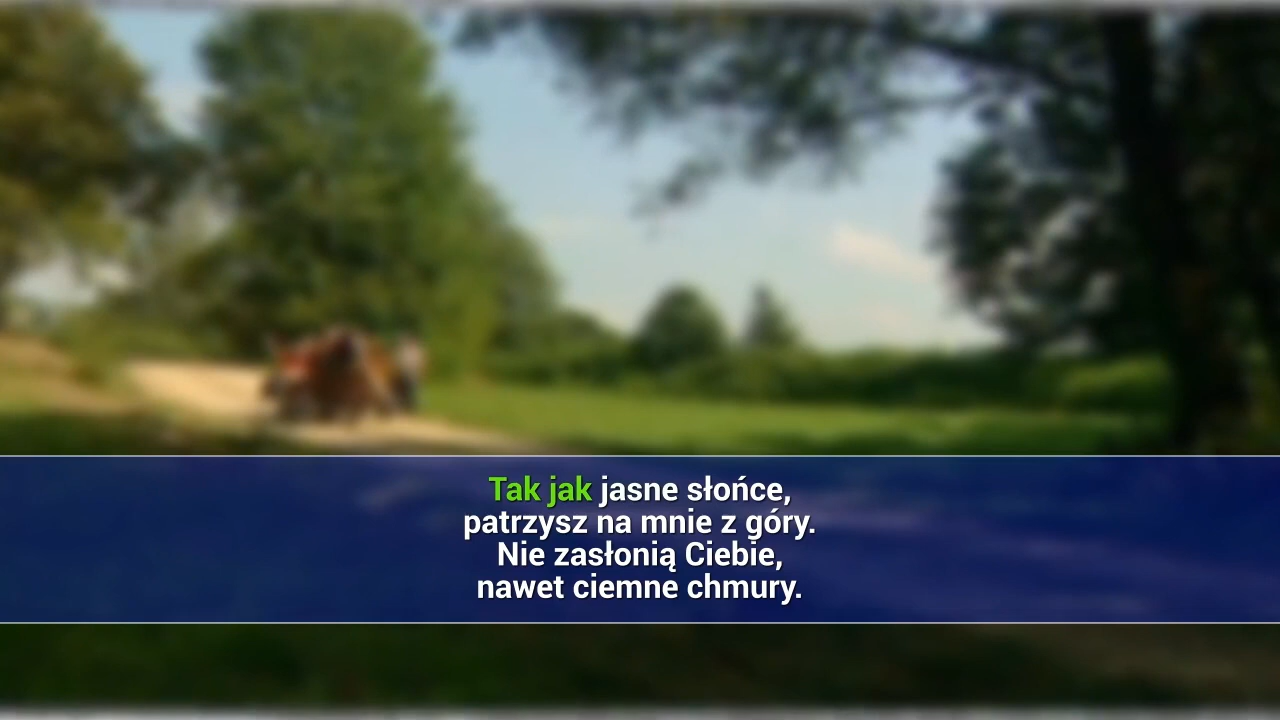 Tak jak jasne słońce,
patrzysz na mnie z góry.
Nie zasłonią Ciebie,
nawet ciemne chmury.